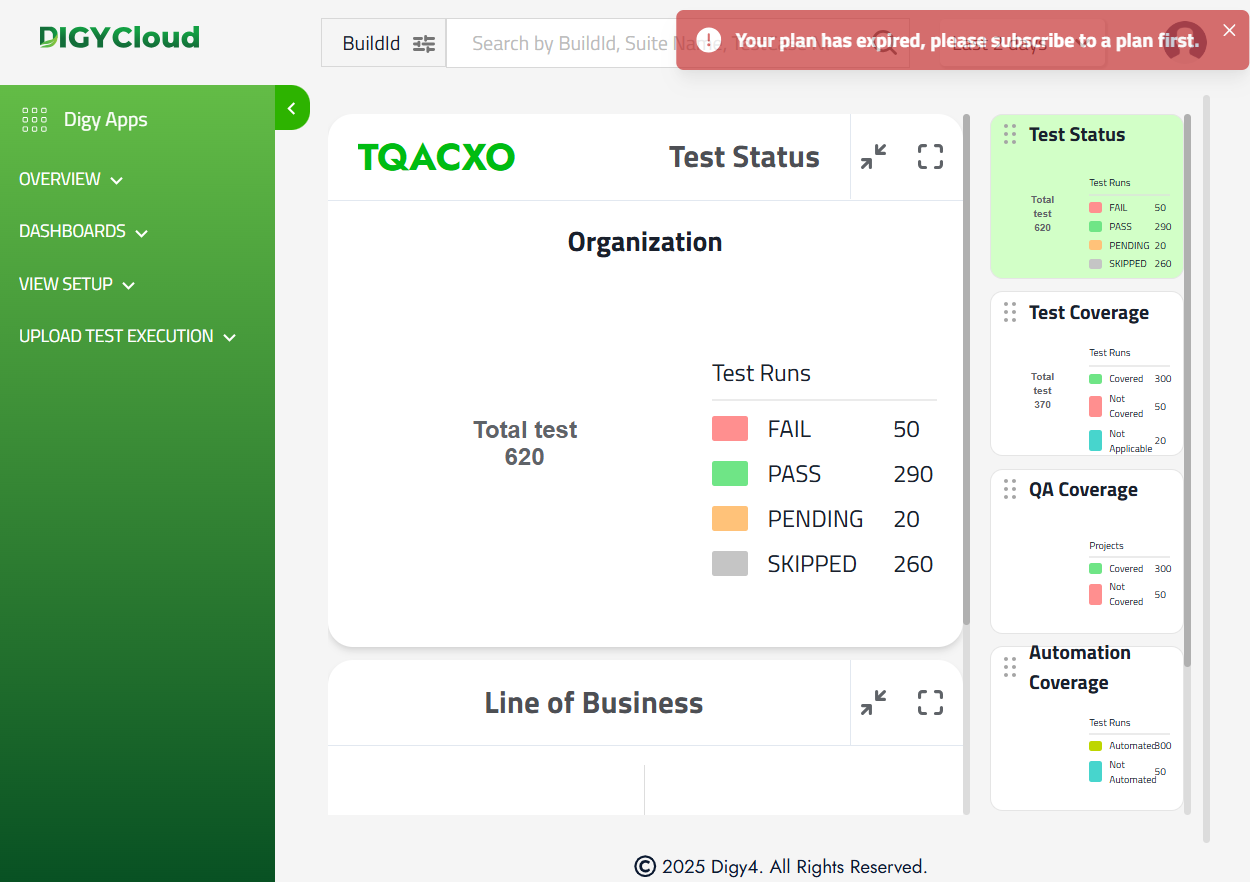 DIGYCloud
BuildId
Search by BuildId, Suite
Your plan has expired, please subscribe to a plan first.
Last 2 days
Digy Apps
OVERVIEW
DASHBOARDS
VIEW SETUP
UPLOAD TEST EXECUTION
TQACXO
Test Status
Organization
Total test
620
Test Runs
FAIL 50
PASS 290
PENDING 20
SKIPPED 260
Line of Business
Test Status
Total
test
620
Test Runs
FAIL 50
PASS 290
PENDING 20
SKIPPED 260
Test Coverage
Total
test
370
Test Runs
Covered 300
Not
Covered 50
Not
Applicable 20
QA Coverage
Projects
Covered 300
Not
Covered 50
Automation
Coverage
Test Runs
Automated 300
Not
Automated 50
© 2025 Digy4. All Rights Reserved.